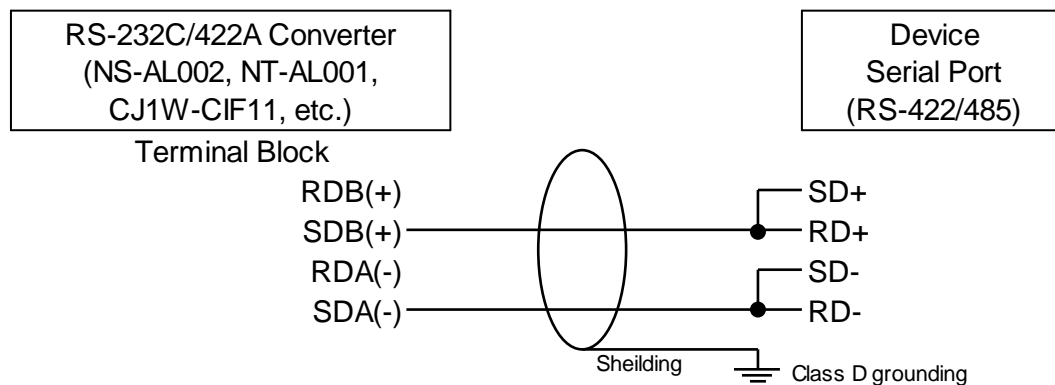 RS-232C/422A Converter
(NS-AL002, NT-AL001,
CJ1W-CIF11, etc.)
Device
Serial Port
(RS-422/485)
Terminal Block
RDB(+)
SD+
SDB(+)
RD+
RDA(-)
SD-
SDA(-)
RD-
Sheilding
Class D grounding